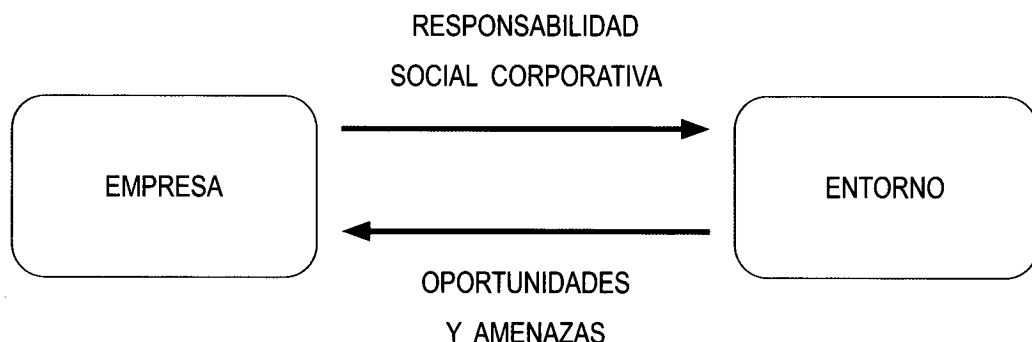 RESPONSABILIDAD
SOCIAL CORPORATIVA
EMPRESA
ENTORNO
OPORTUNIDADES
Y AMENAZAS